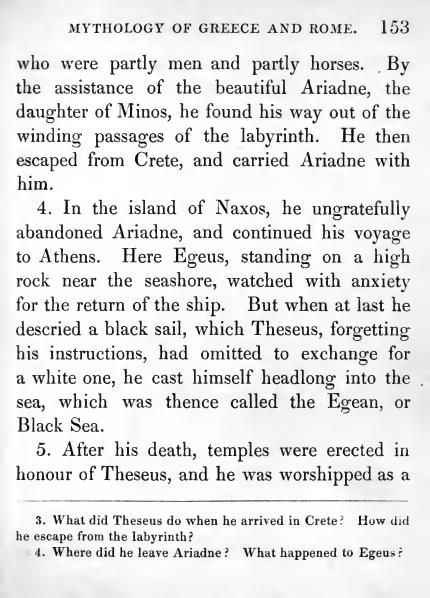 MYTHOLOGY OF GREECE AND ROME. 153
who were partly men and partly horses. By
the assistance of the beautiful Ariadne, the
daughter of Minos, he found his way out of the
winding passages of the labyrinth. He then
escaped from Crete, and carried Ariadne with
him.
4. In the island of Naxos, he ungratefully
abandoned Ariadne, and continued his voyage
to Athens. Here Egeus, standing on a high
rock near the seashore, watched with anxiety
for the return of the ship. But when at last he
descried a black sail, which Theseus, forgetting
his instructions, had omitted to exchange for
a white one, he cast himself headlong into the
sea, which was thence called the Egean, or
Black Sea.
5. After his death, temples were erected in
honour of Theseus, and he was worshipped as a
3. What did Theseus do when he arrived in Crete? How did
he escape from the labyrinth?
4. Where did he leave Ariadne? What happened to Egeus?